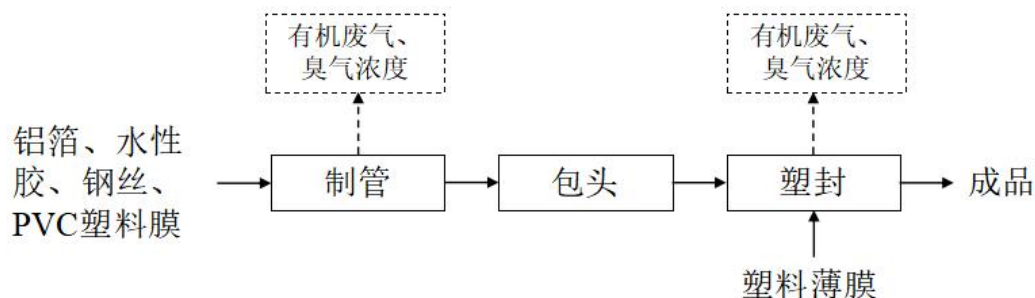 有机废气、
臭气浓度
有机废气、
臭气浓度
铝箔、水性
胶、钢丝、
PVC塑料膜
制管
包头
塑封
成品
塑料薄膜